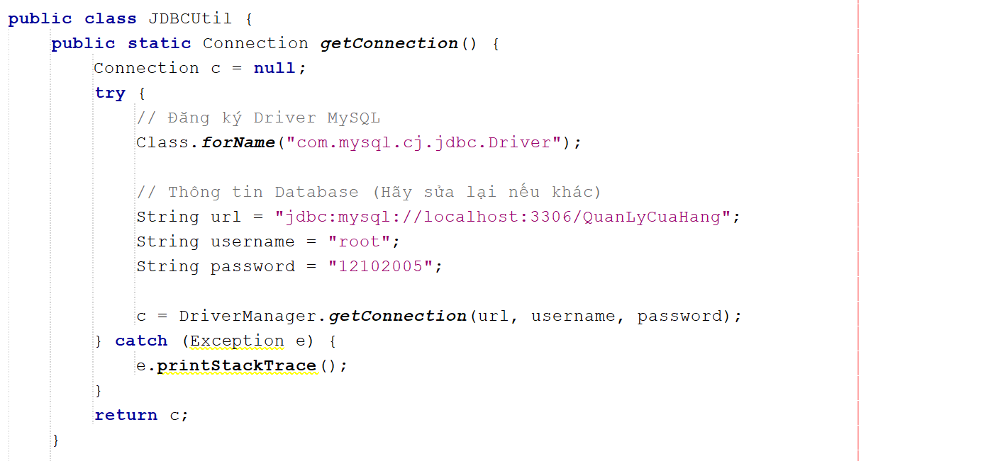 public class JDBCUtil {
public static Connection getConnection() {
Connection c = null;
try {
// Đăng ký Driver MySQL
Class.forName("com.mysql.cj.jdbc.Driver");
// Thông tin Database (Hãy sửa lại nếu khác)
String url = "jdbc:mysql://localhost:3306/QuanLyCuaHang";
String username = "root";
String password = "12102005";
c = DriverManager.getConnection(url, username, password);
} catch (Exception e) {
e.printStackTrace();
}
return c;
}